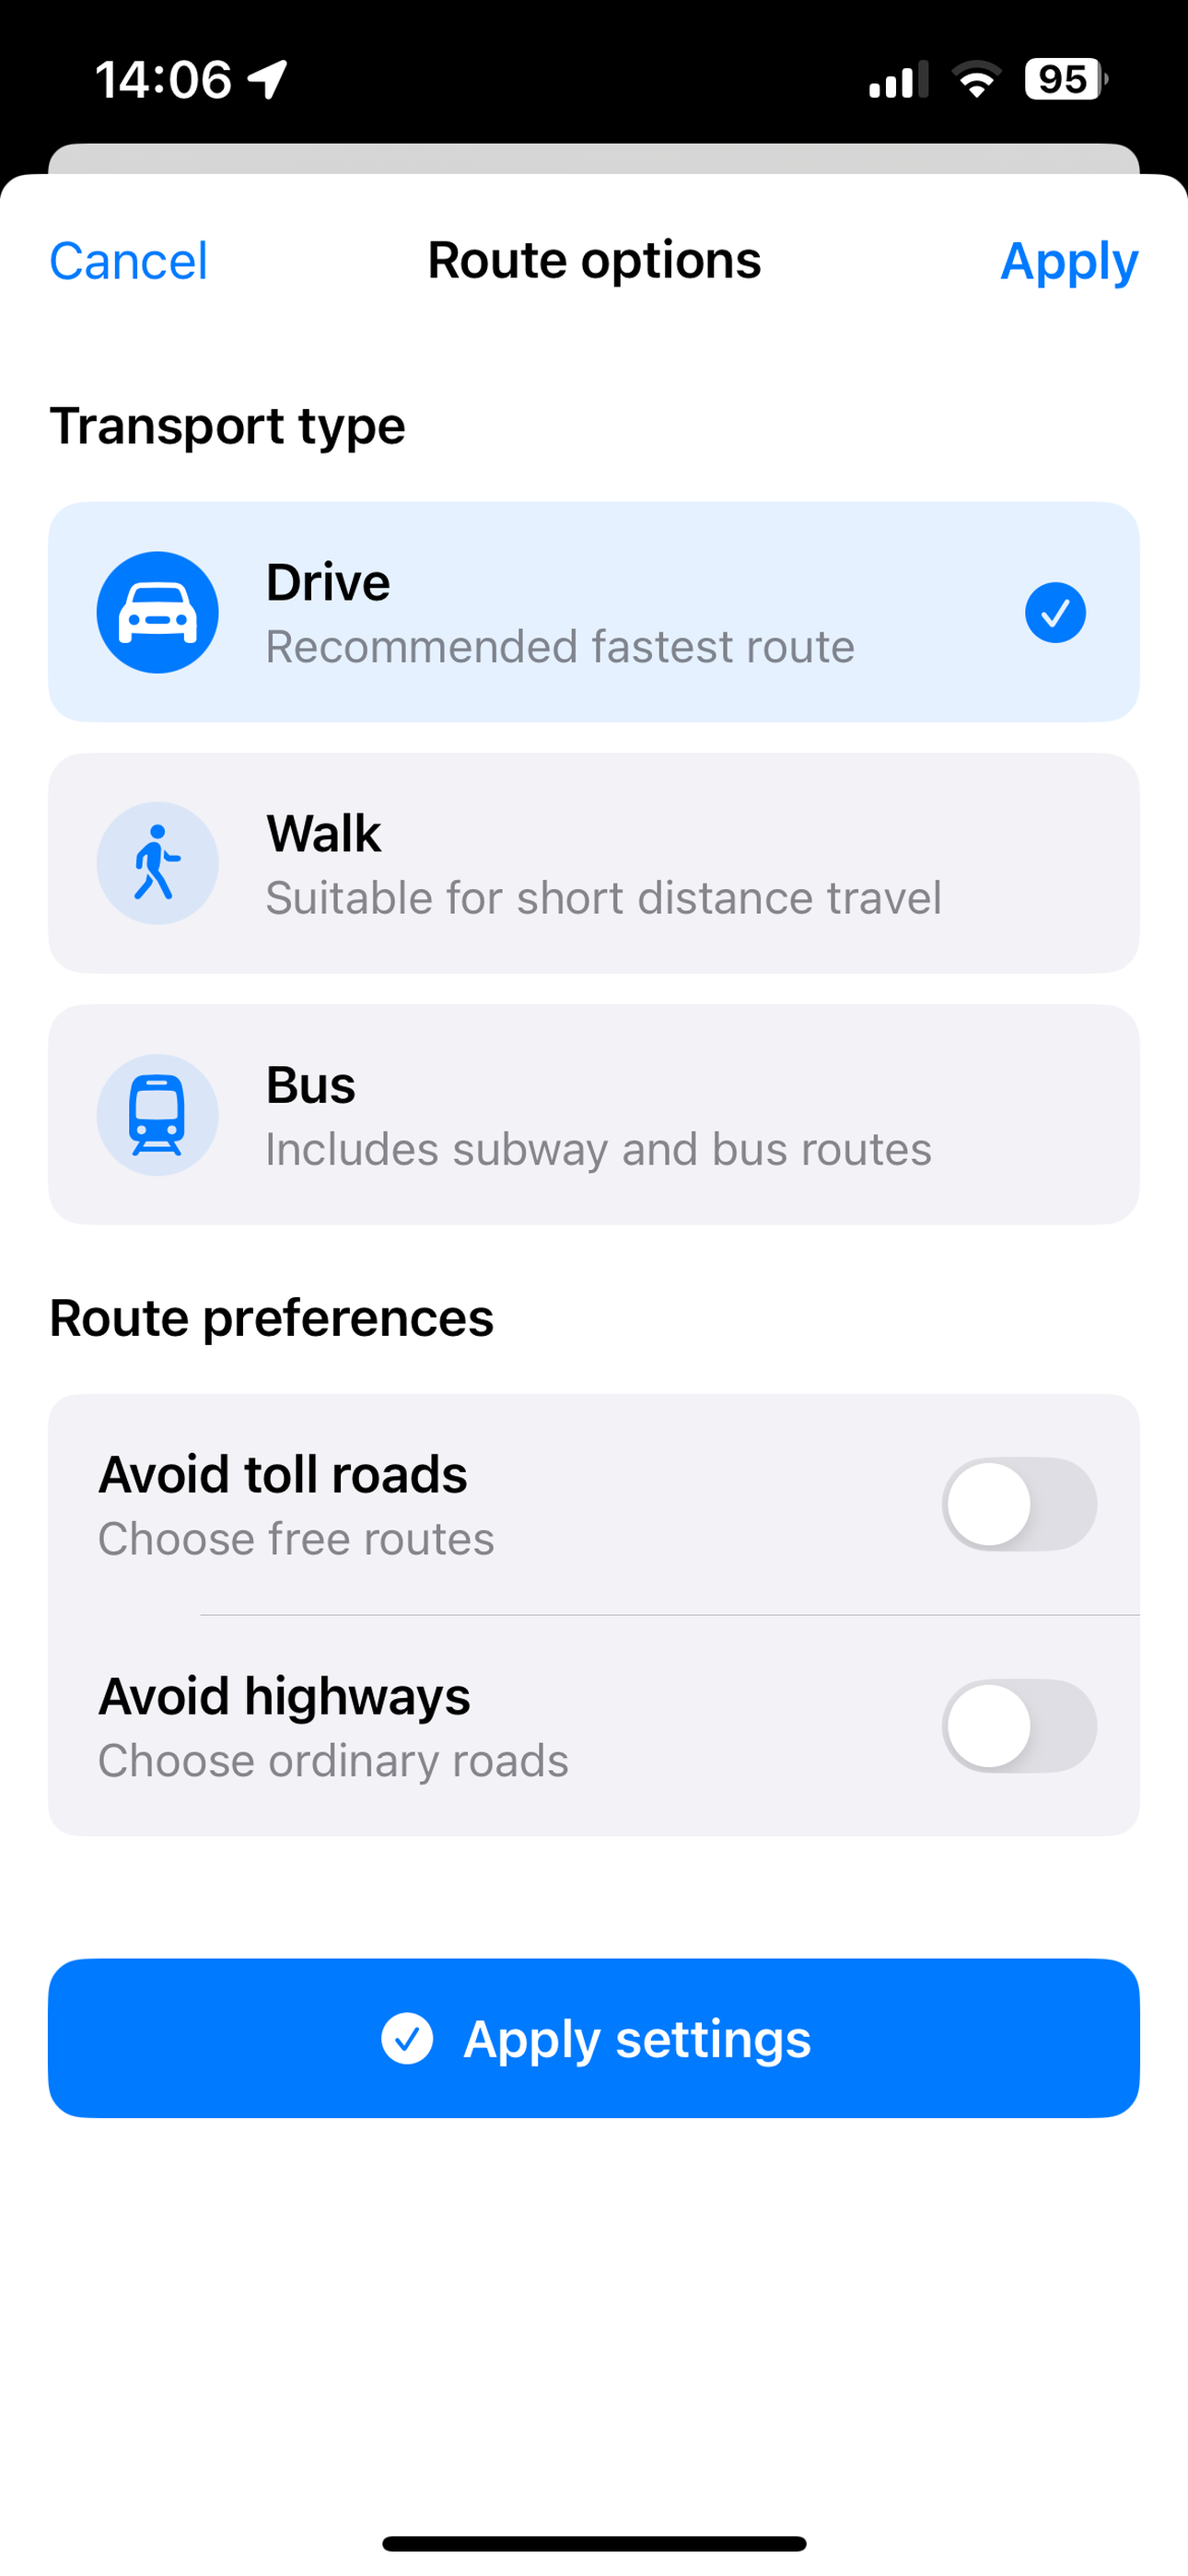 14:06
95
Cancel
Route options
Apply
Transport type
Drive
Recommended fastest route
Walk
Suitable for short distance travel
Bus
Includes subway and bus routes
Route preferences
Avoid toll roads
Choose free routes
Avoid highways
Choose ordinary roads
Apply settings